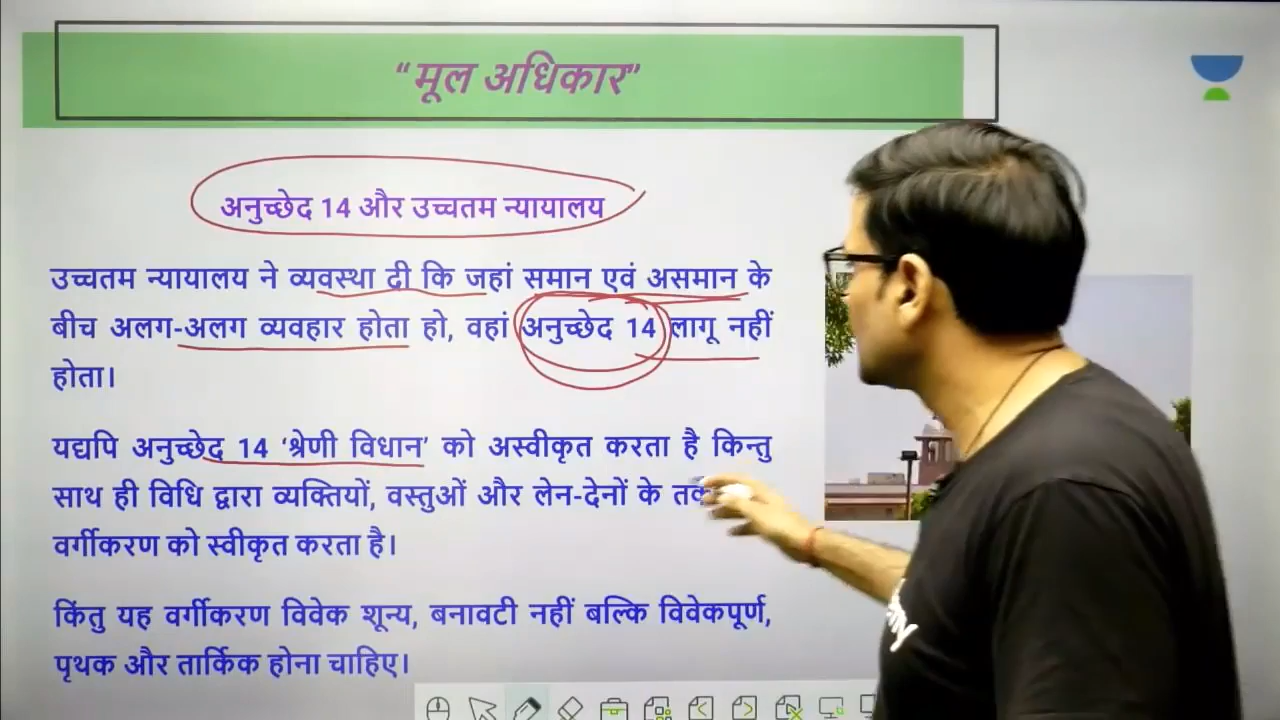 “मूल अधिकार”
अनुच्छेद 14 और उच्चतम न्यायालय
उच्चतम न्यायालय ने व्यवस्था दी कि जहां समान एवं असमान के
बीच अलग-अलग व्यवहार होता हो, वहां अनुच्छेद 14 लागू नहीं
होता।
यद्यपि अनुच्छेद 14 ‘श्रेणी विधान’ को अस्वीकृत करता है किन्तु
साथ ही विधि द्वारा व्यक्तियों, वस्तुओं और लेन-देनों के
वर्गीकरण को स्वीकृत करता है।
किंतु यह वर्गीकरण विवेक शून्य, बनावटी नहीं बल्कि विवेकपूर्ण,
पृथक और तार्किक होना चाहिए।